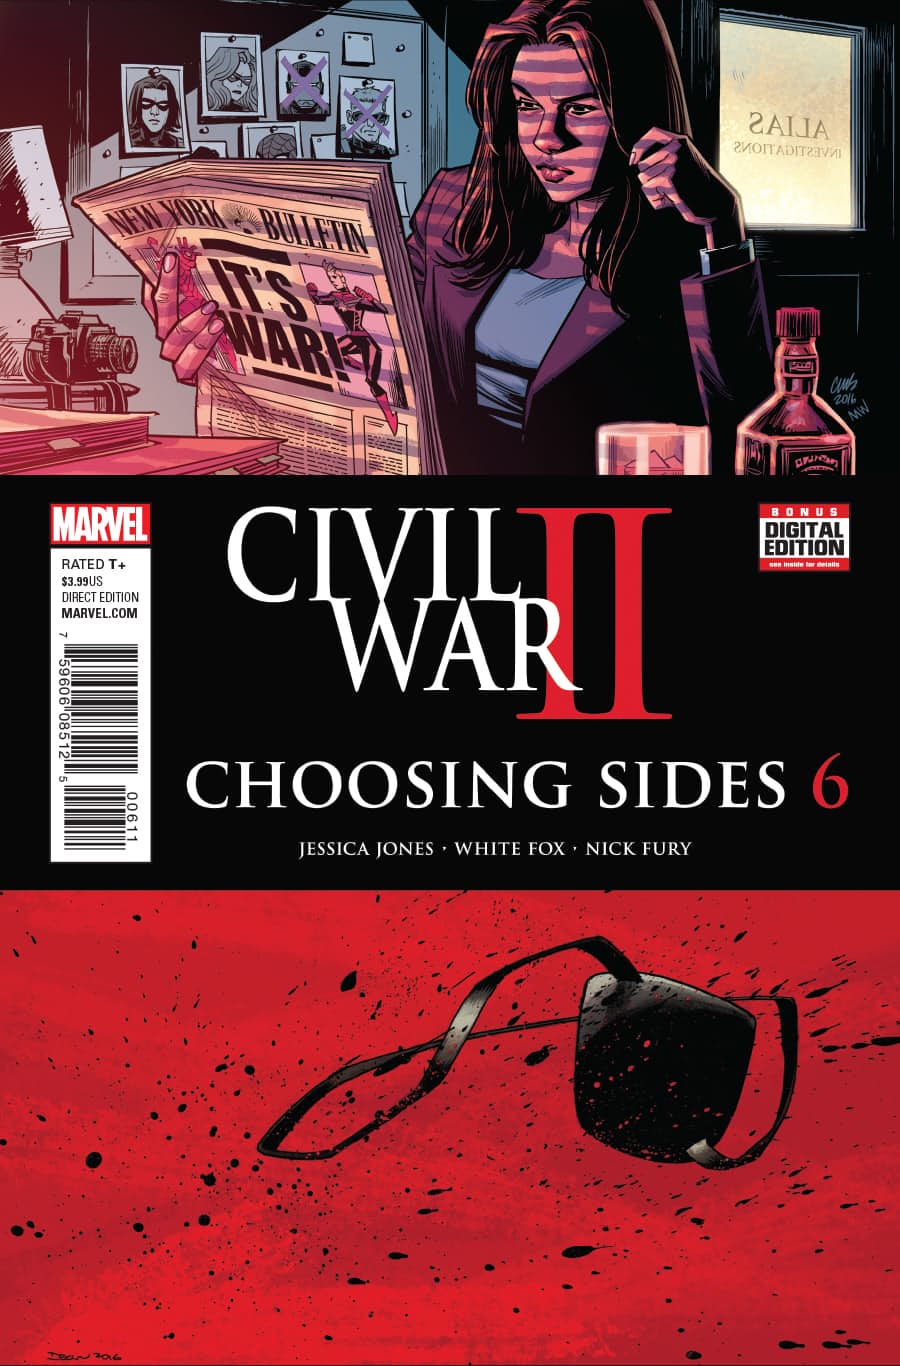 ALIAS
INVESTIGATIONS
NEW YORK BULLETIN
IT'S
WAR!
2016
MW
MARVEL
RATED T+
$3.99US
DIRECT EDITION
MARVEL.COM
7 59606 08512 5
00611
CIVIL
WAR II
BONUS
DIGITAL
EDITION
see inside for details
CHOOSING SIDES 6
JESSICA JONES · WHITE FOX · NICK FURY
2016